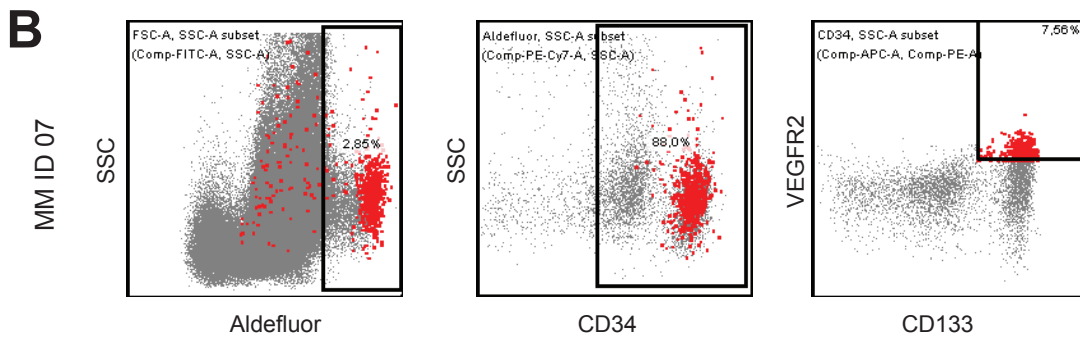 B
MM ID 07
SSC
FSC-A, SSC-A subset
(Comp-FITC-A, SSC-A)
2,85%
Aldefluor
SSC
Aldefluor, SSC-A subset
(Comp-PE-Cy7-A, SSC-A)
88,0%
CD34
VEGFR2
CD34, SSC-A subset
(Comp-APC-A, Comp-PE-A)
7,56%
CD133